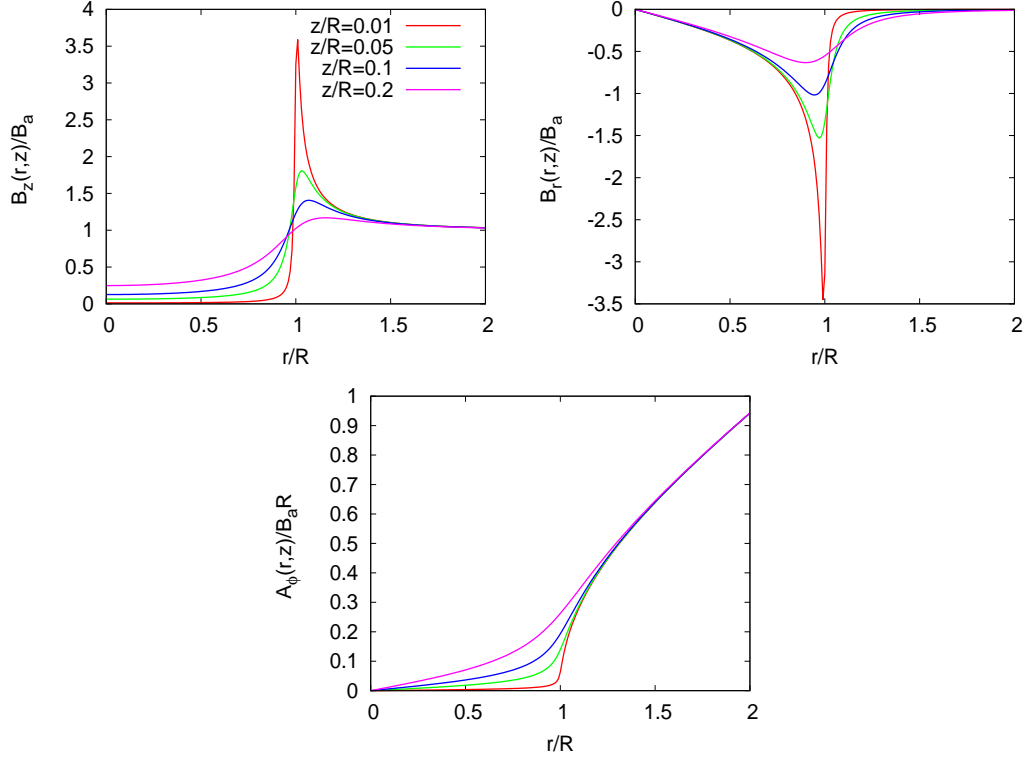 4
3.5
3
2.5
2
1.5
1
0.5
0
0 0.5 1 1.5 2
r/R
B_z(r,z)/B_a
z/R=0.01
z/R=0.05
z/R=0.1
z/R=0.2
0
-0.5
-1
-1.5
-2
-2.5
-3
-3.5
0 0.5 1 1.5 2
r/R
B_r(r,z)/B_a
1
0.9
0.8
0.7
0.6
0.5
0.4
0.3
0.2
0.1
0
0 0.5 1 1.5 2
r/R
A_ϕ(r,z)/B_aR